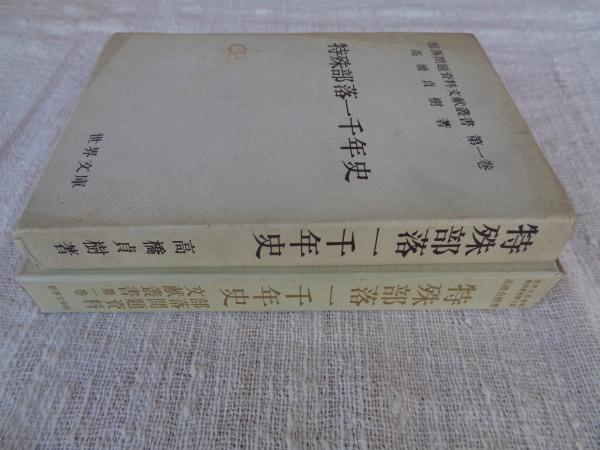 部落問題資料文献叢書 第一巻
高橋貞樹著
特殊部落一千年史
世界文庫
特殊部落一千年史
高橋貞樹著
特殊部落一千年史
部落問題資料
文献叢書 第一巻